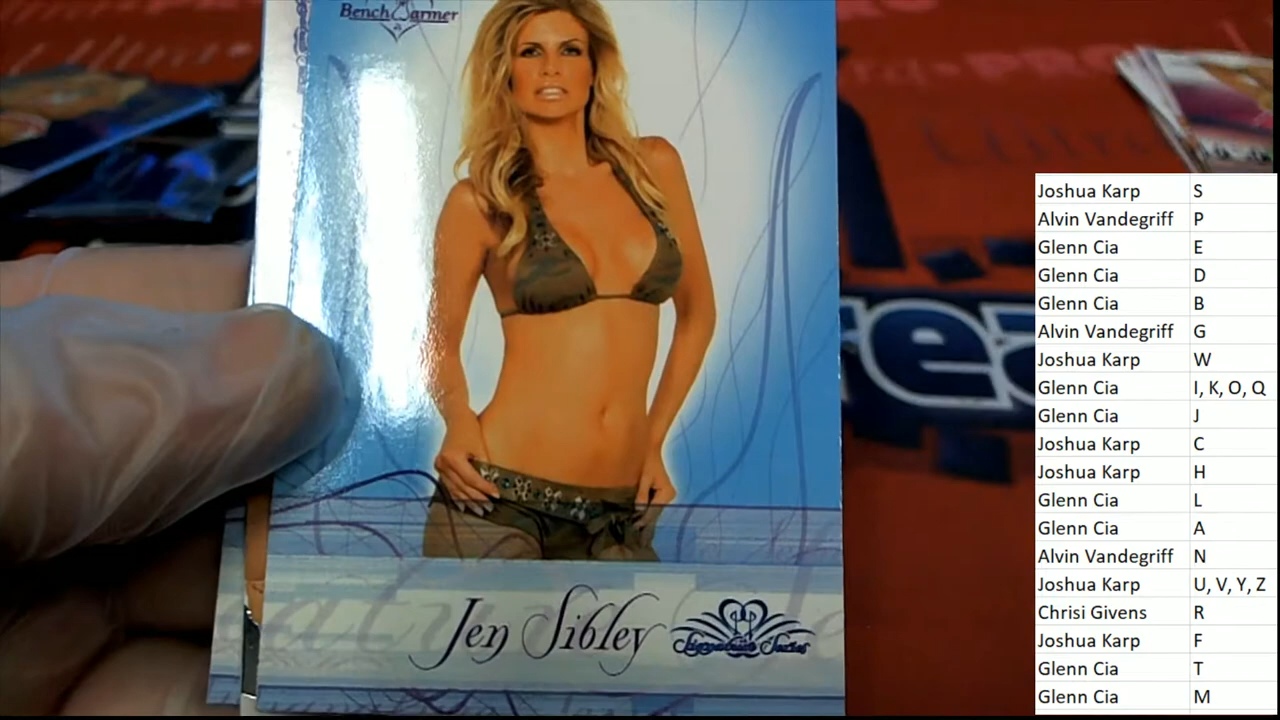 BenchWarmer
Jen Sibley
Signature Series
Joshua Karp S
Alvin Vandegriff P
Glenn Cia E
Glenn Cia D
Glenn Cia B
Alvin Vandegriff G
Joshua Karp W
Glenn Cia I, K, O, Q
Glenn Cia J
Joshua Karp C
Joshua Karp H
Glenn Cia L
Glenn Cia A
Alvin Vandegriff N
Joshua Karp U, V, Y, Z
Chrisi Givens R
Joshua Karp F
Glenn Cia T
Glenn Cia M